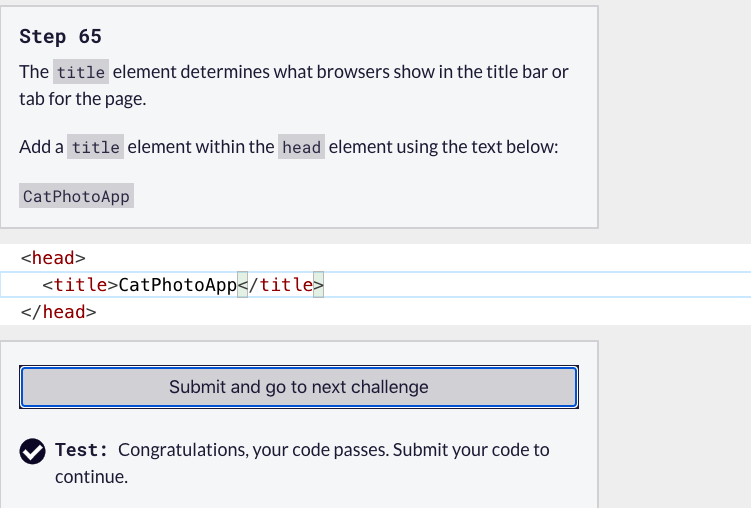 Step 65
The title element determines what browsers show in the title bar or
tab for the page.
Add a title element within the head element using the text below:
CatPhotoApp
<head>
<title>CatPhotoApp</title>
</head>
Submit and go to next challenge
Test: Congratulations, your code passes. Submit your code to
continue.